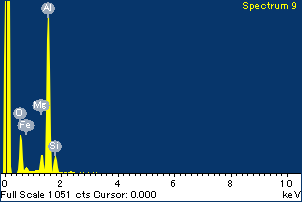 Spectrum 9
Al
Mg
O
Fe
Si
0 2 4 6 8 10
Full Scale 1051 cts Cursor: 0.000 keV